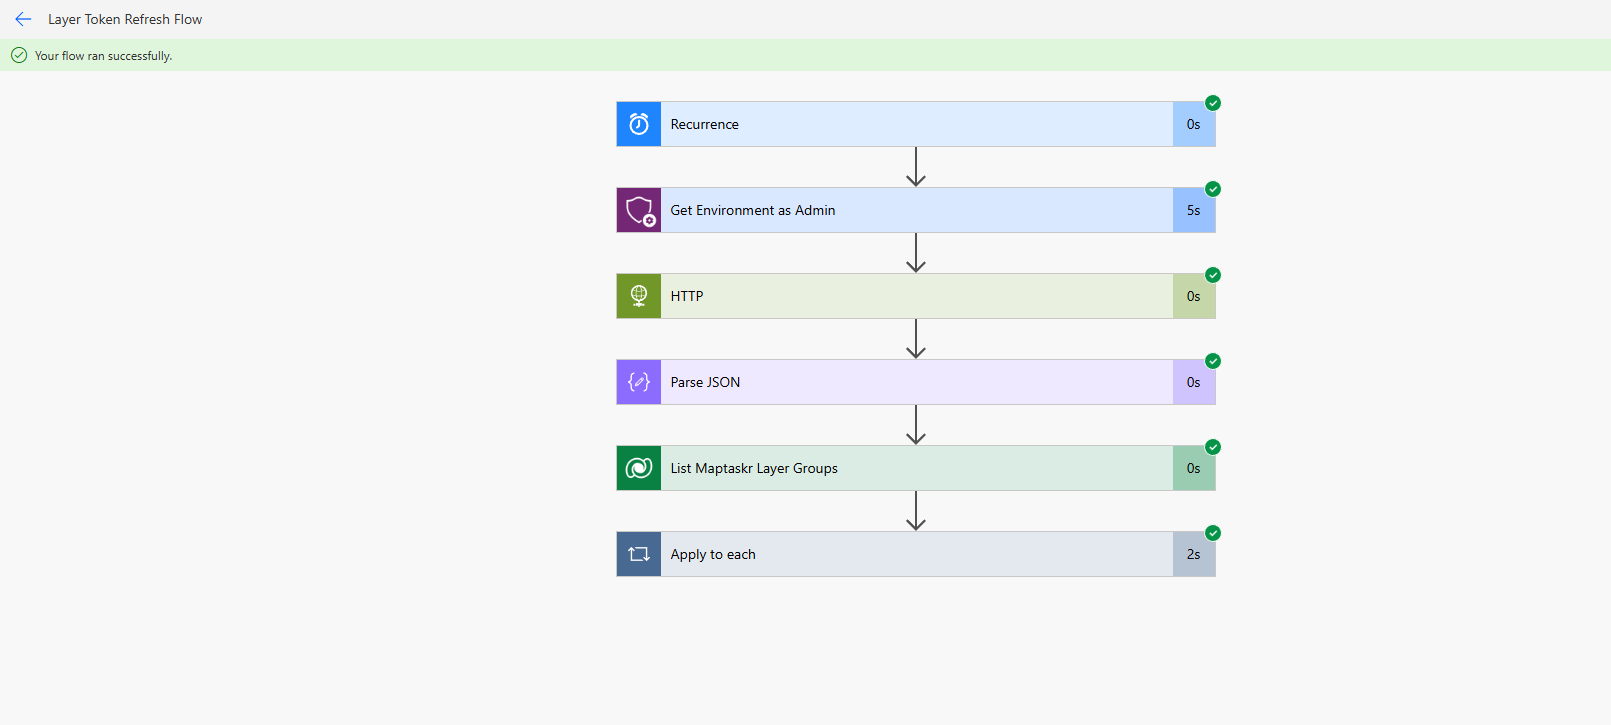 Layer Token Refresh Flow
Your flow ran successfully.
Recurrence 0s
Get Environment as Admin 5s
HTTP 0s
Parse JSON 0s
List Maptaskr Layer Groups 0s
Apply to each 2s